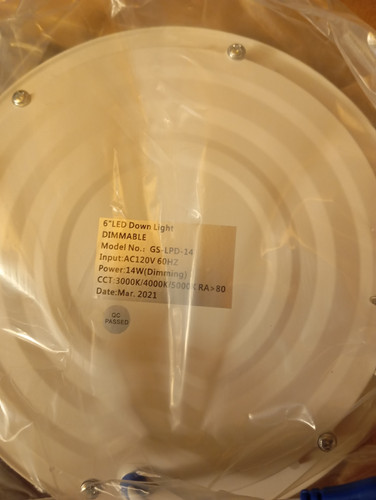 6"LED Down Light
DIMMABLE
Model No.: GS-LPD-14
Input:AC120V 60HZ
Power:14W(Dimming)
CCT:3000K/4000K/5000K RA>80
Date:Mar. 2021
QC
PASSED